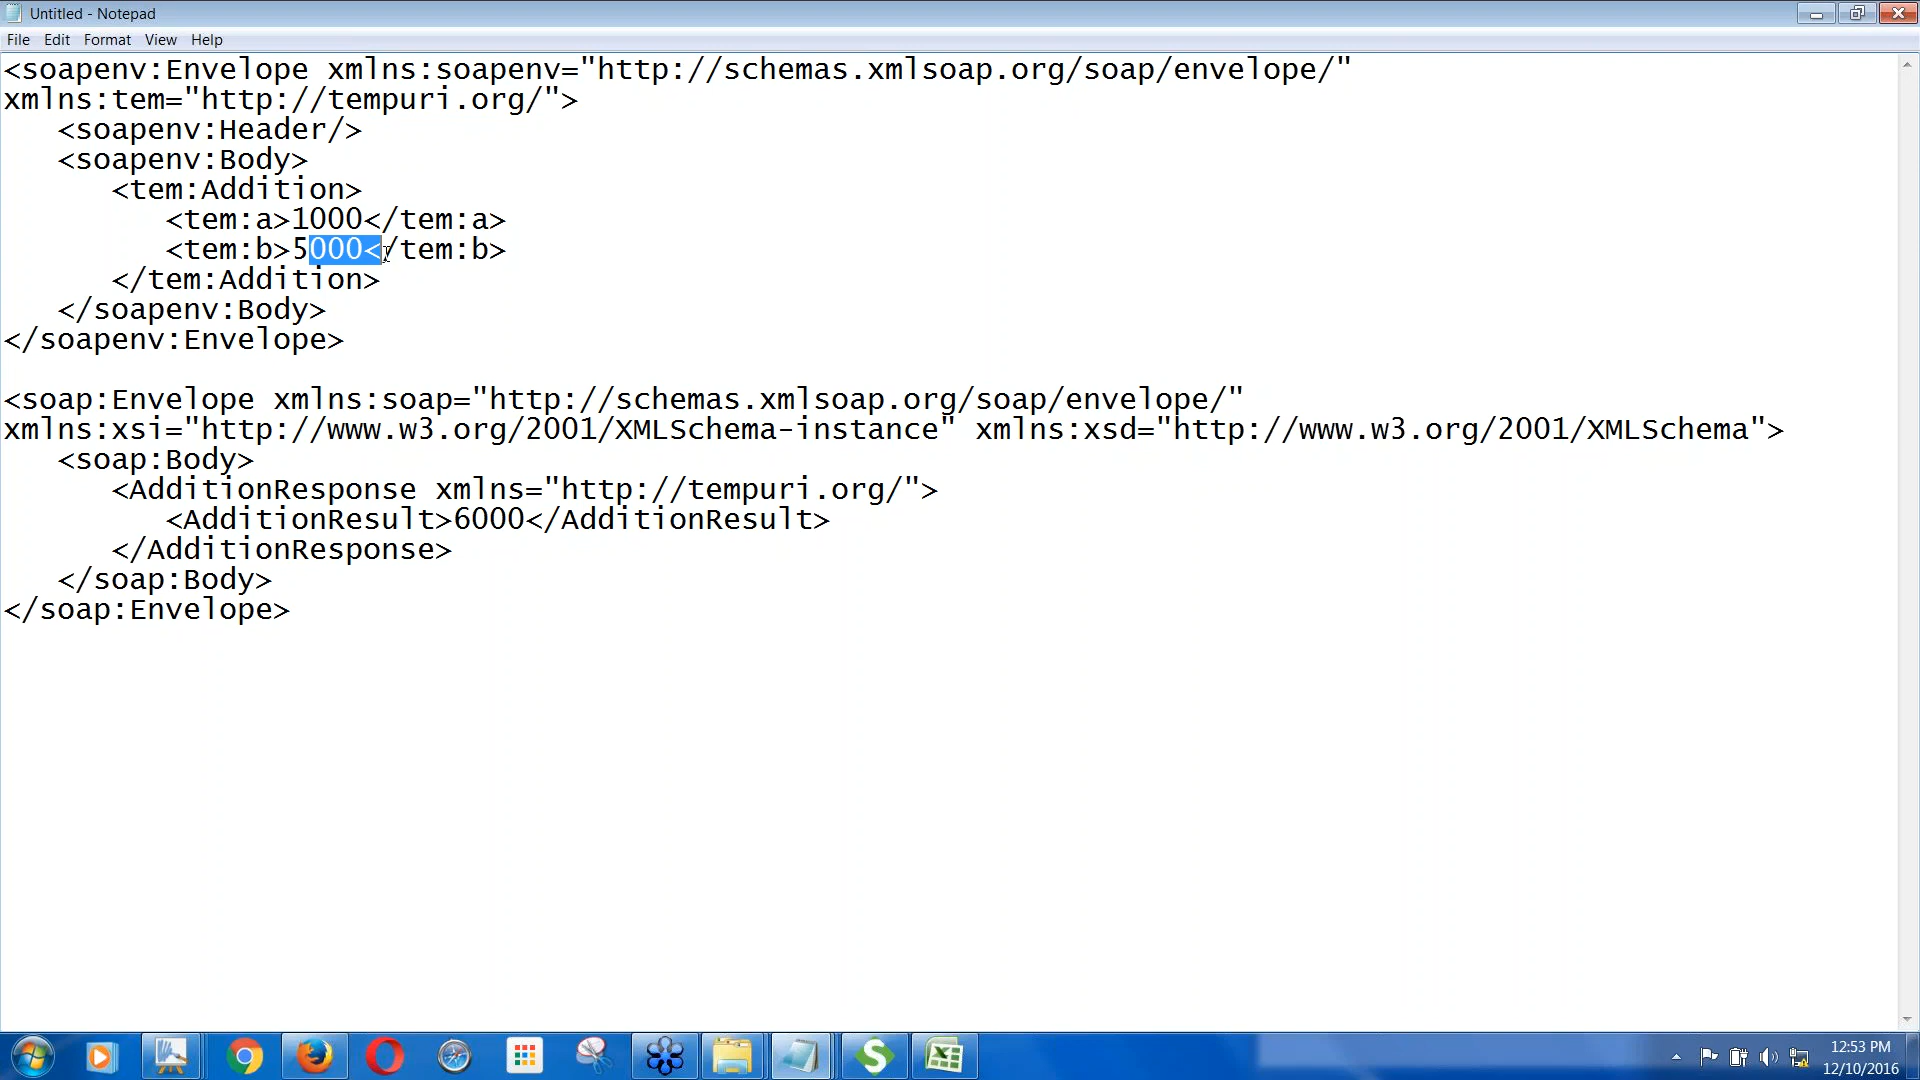 Untitled - Notepad
File Edit Format View Help
<soapenv:Envelope xmlns:soapenv="http://schemas.xmlsoap.org/soap/envelope/"
xmlns:tem="http://tempuri.org/">
   <soapenv:Header/>
   <soapenv:Body>
      <tem:Addition>
         <tem:a>1000</tem:a>
         <tem:b>5000</tem:b>
      </tem:Addition>
   </soapenv:Body>
</soapenv:Envelope>

<soap:Envelope xmlns:soap="http://schemas.xmlsoap.org/soap/envelope/"
xmlns:xsi="http://www.w3.org/2001/XMLSchema-instance" xmlns:xsd="http://www.w3.org/2001/XMLSchema">
   <soap:Body>
      <AdditionResponse xmlns="http://tempuri.org/">
         <AdditionResult>6000</AdditionResult>
      </AdditionResponse>
   </soap:Body>
</soap:Envelope>
12:53 PM
12/10/2016